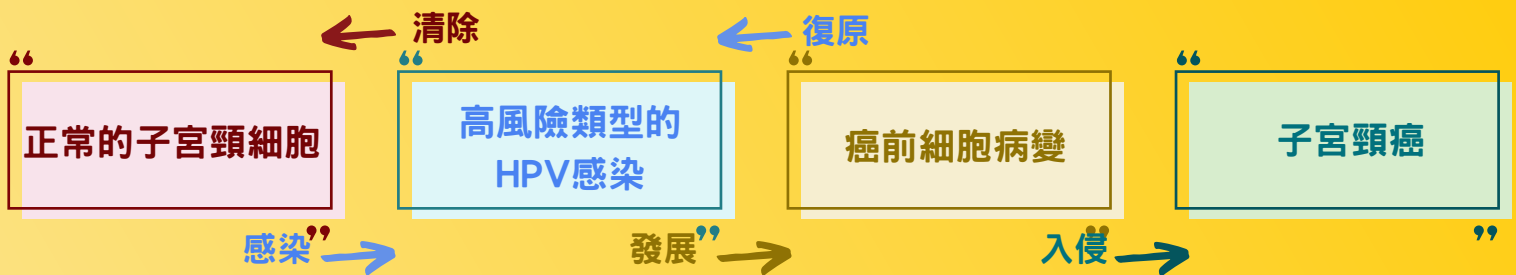 清除
復原
正常的子宮頸細胞
高風險類型的
HPV感染
癌前細胞病變
子宮頸癌
感染
發展
入侵